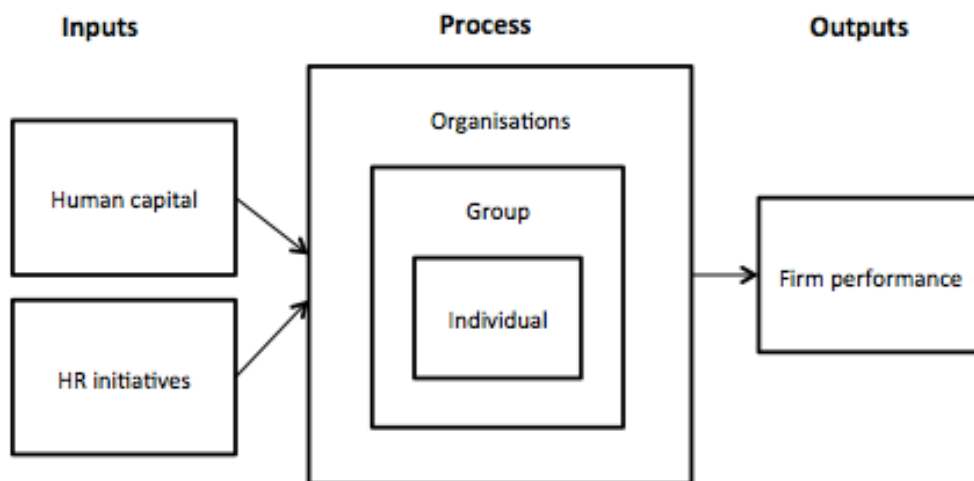 Inputs
Process
Outputs
Organisations
Human capital
Group
Firm performance
Individual
HR initiatives